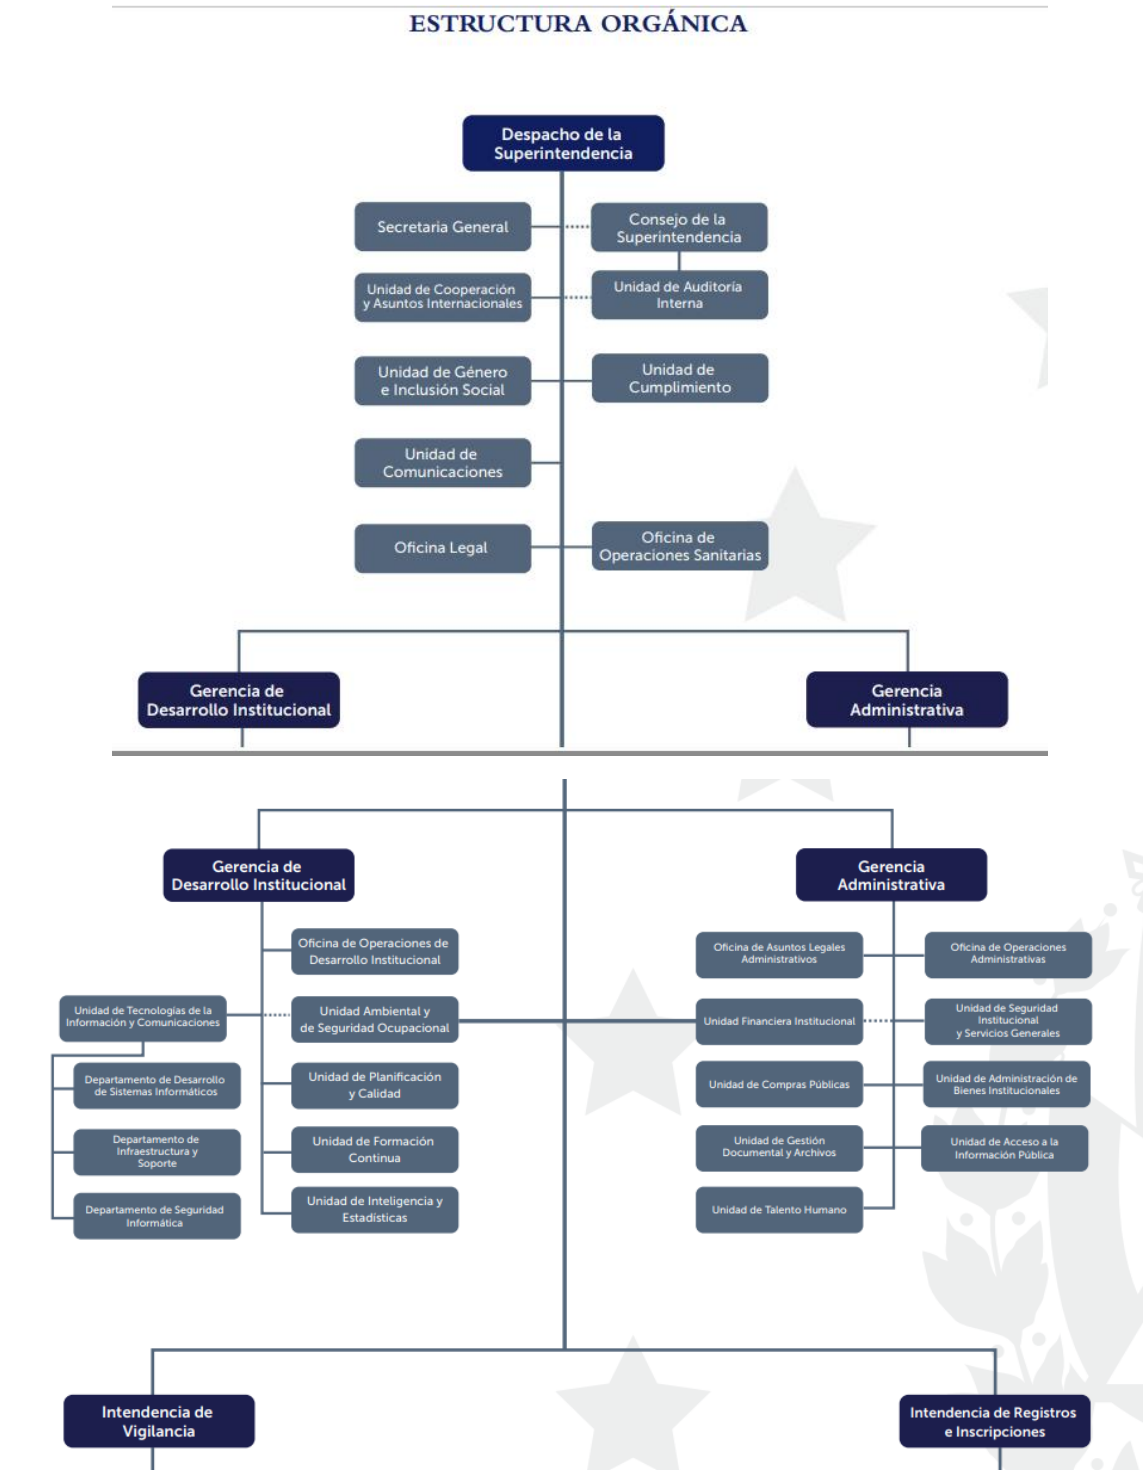 ESTRUCTURA ORGÁNICA
Despacho de la
Superintendencia
Secretaria General
Consejo de la
Superintendencia
Unidad de Cooperación
y Asuntos Internacionales
Unidad de Auditoría
Interna
Unidad de Género
e Inclusión Social
Unidad de
Cumplimiento
Unidad de
Comunicaciones
Oficina Legal
Oficina de
Operaciones Sanitarias
Gerencia de
Desarrollo Institucional
Gerencia
Administrativa
Gerencia de
Desarrollo Institucional
Gerencia
Administrativa
Oficina de Operaciones de
Desarrollo Institucional
Oficina de Asuntos Legales
Administrativos
Oficina de Operaciones
Administrativas
Unidad de Tecnologías de la
Información y Comunicaciones
Unidad Ambiental y
de Seguridad Ocupacional
Unidad Financiera Institucional
Unidad de Seguridad
Institucional
y Servicios Generales
Departamento de Desarrollo
de Sistemas Informáticos
Unidad de Planificación
y Calidad
Unidad de Compras Públicas
Unidad de Administración de
Bienes Institucionales
Departamento de
Infraestructura y
Soporte
Unidad de Formación
Continua
Unidad de Gestión
Documental y Archivos
Unidad de Acceso a la
Información Pública
Departamento de Seguridad
Informática
Unidad de Inteligencia y
Estadísticas
Unidad de Talento Humano
Intendencia de
Vigilancia
Intendencia de Registros
e Inscripciones